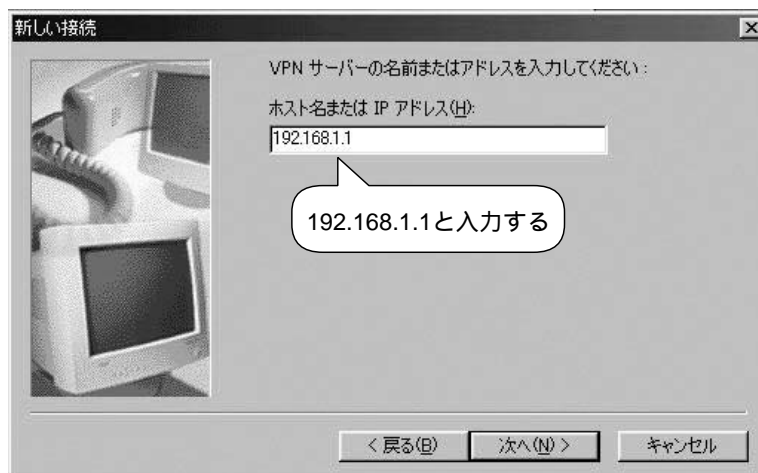 新しい接続
VPN サーバーの名前またはアドレスを入力してください :
ホスト名または IP アドレス(H):
192.168.1.1
192.168.1.1と入力する
< 戻る(B)
次へ(N) >
キャンセル